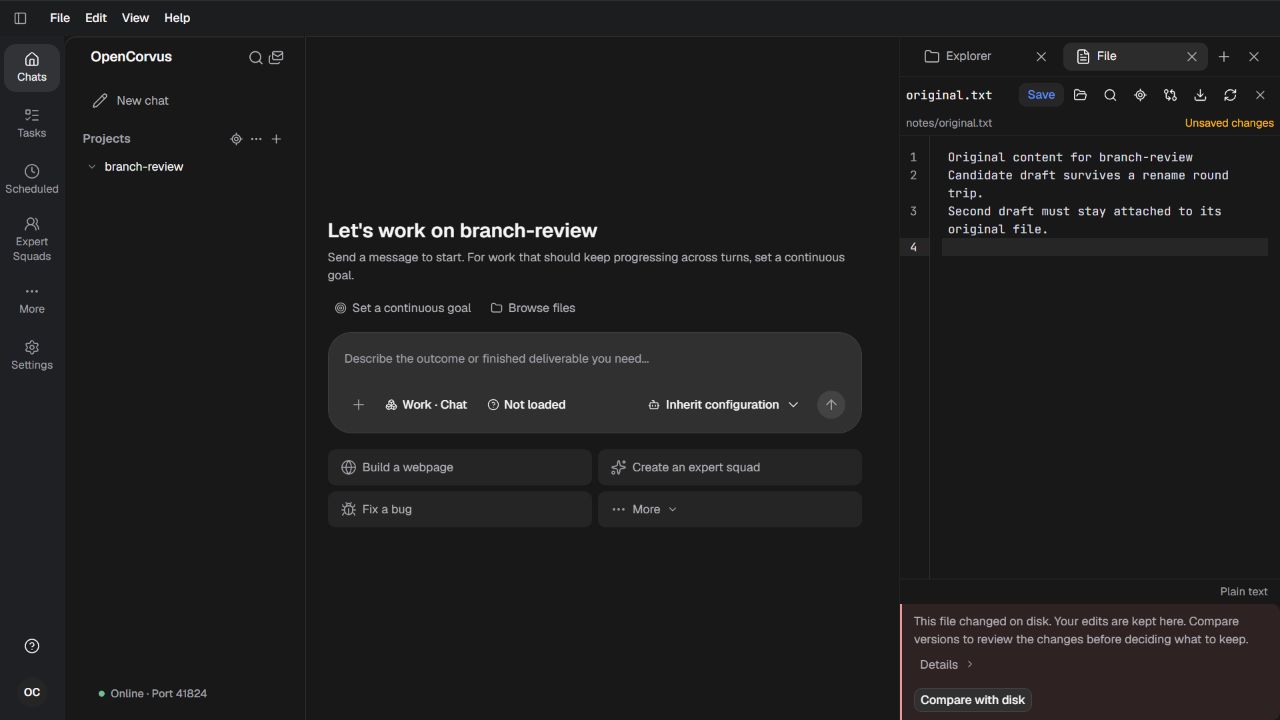 File Edit View Help
Chats
Tasks
Scheduled
Expert
Squads
More
Settings
OC
OpenCorvus
New chat
Projects
branch-review
Online · Port 41824
Let's work on branch-review
Send a message to start. For work that should keep progressing across turns, set a continuous
goal.
Set a continuous goal Browse files
Describe the outcome or finished deliverable you need...
Work · Chat Not loaded Inherit configuration
Build a webpage Create an expert squad
Fix a bug More
Explorer File
original.txt Save
notes/original.txt Unsaved changes
1 Original content for branch-review
2 Candidate draft survives a rename round
trip.
3 Second draft must stay attached to its
original file.
4
Plain text
This file changed on disk. Your edits are kept here. Compare
versions to review the changes before deciding what to keep.
Details
Compare with disk